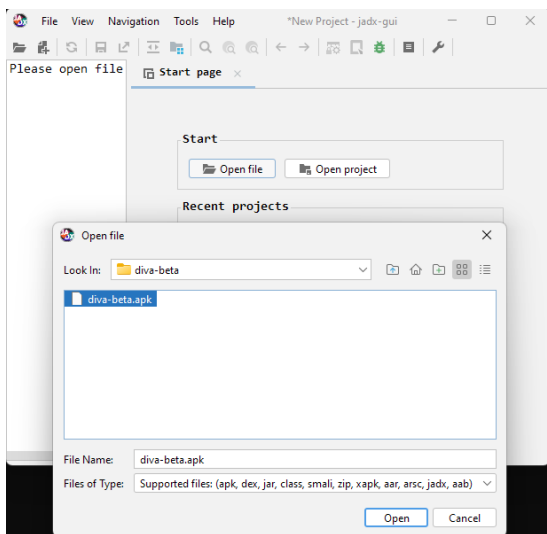 File View Navigation Tools Help *New Project - jadx-gui
Please open file
Start page
Start
Open file Open project
Recent projects
Open file
Look In: diva-beta
diva-beta.apk
File Name: diva-beta.apk
Files of Type: Supported files: (apk, dex, jar, class, smali, zip, xapk, aar, arsc, jadx, aab)
Open Cancel